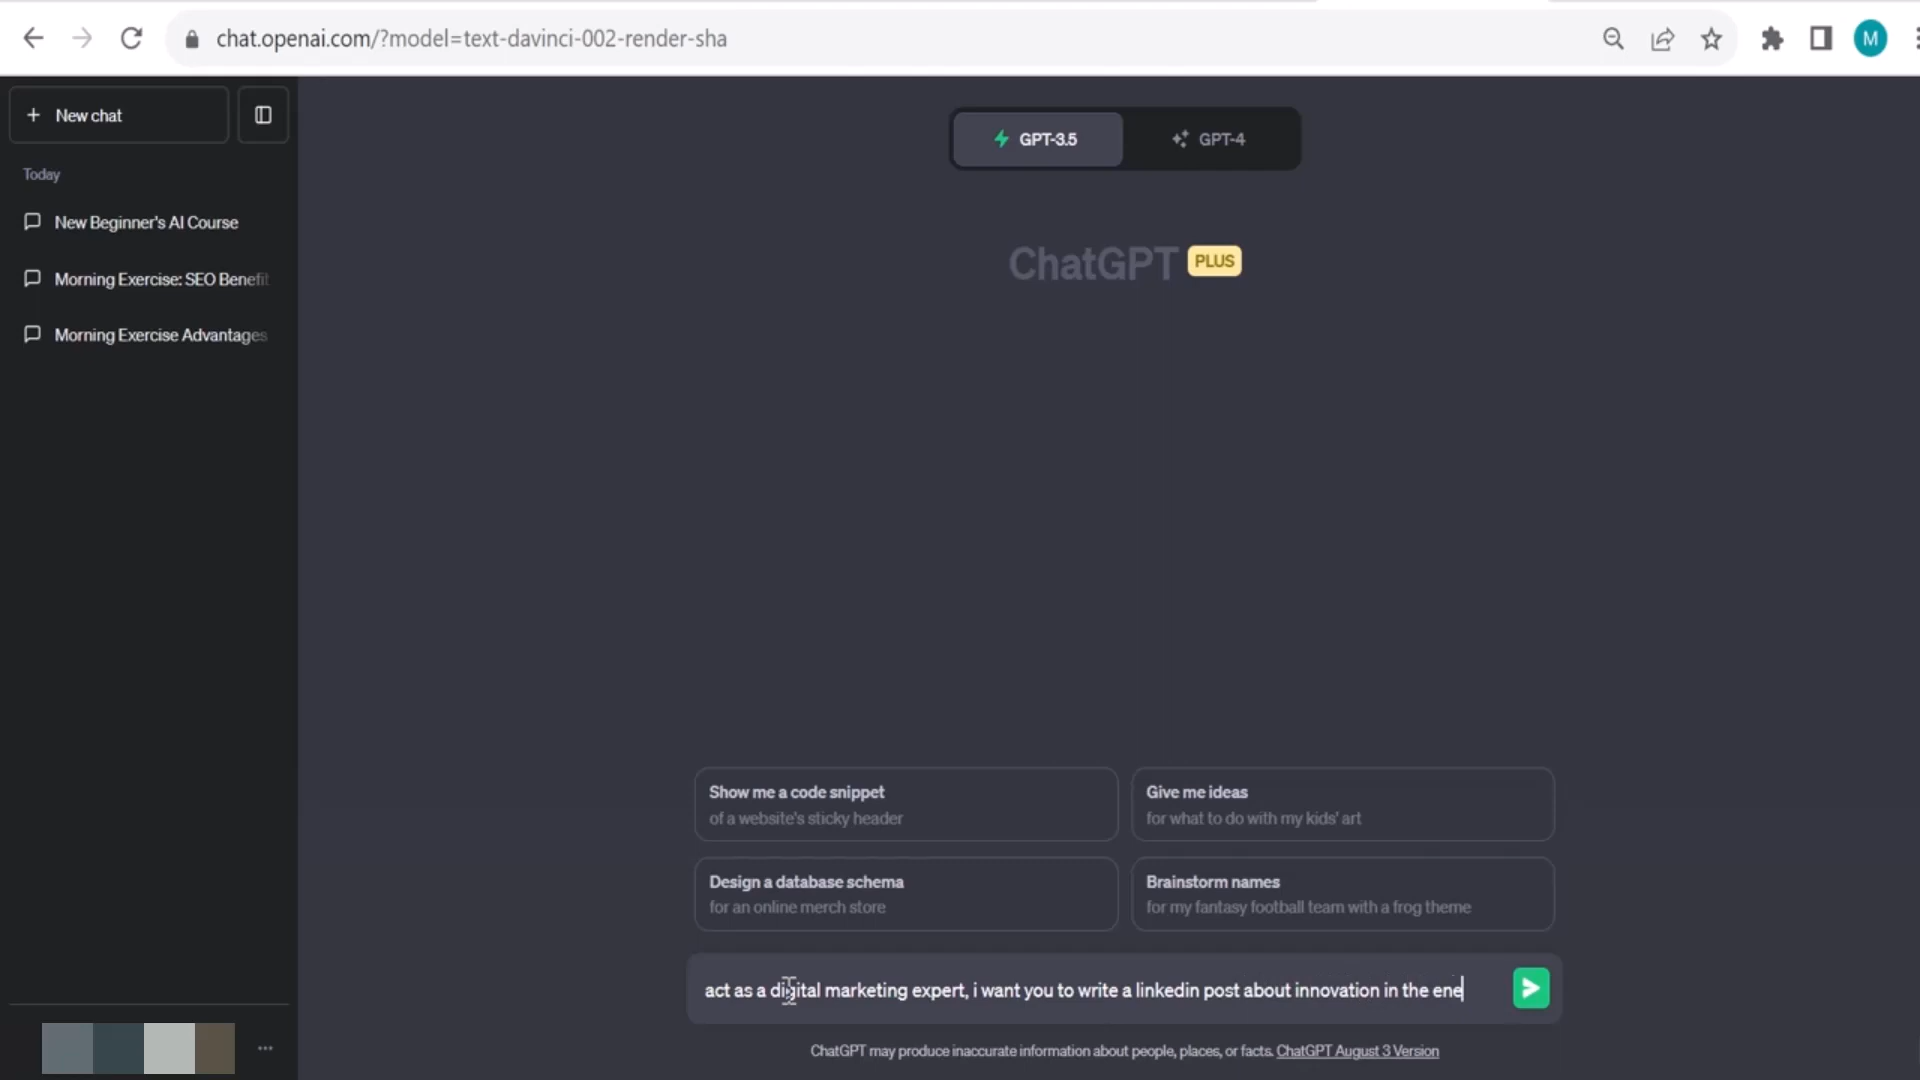 chat.openai.com/?model=text-davinci-002-render-sha
M
+ New chat
Today
New Beginner's AI Course
Morning Exercise: SEO Benefit
Morning Exercise Advantages
GPT-3.5
GPT-4
ChatGPT PLUS
Show me a code snippet
of a website's sticky header
Give me ideas
for what to do with my kids' art
Design a database schema
for an online merch store
Brainstorm names
for my fantasy football team with a frog theme
act as a digital marketing expert, i want you to write a linkedin post about innovation in the ene
ChatGPT may produce inaccurate information about people, places, or facts. ChatGPT August 3 Version